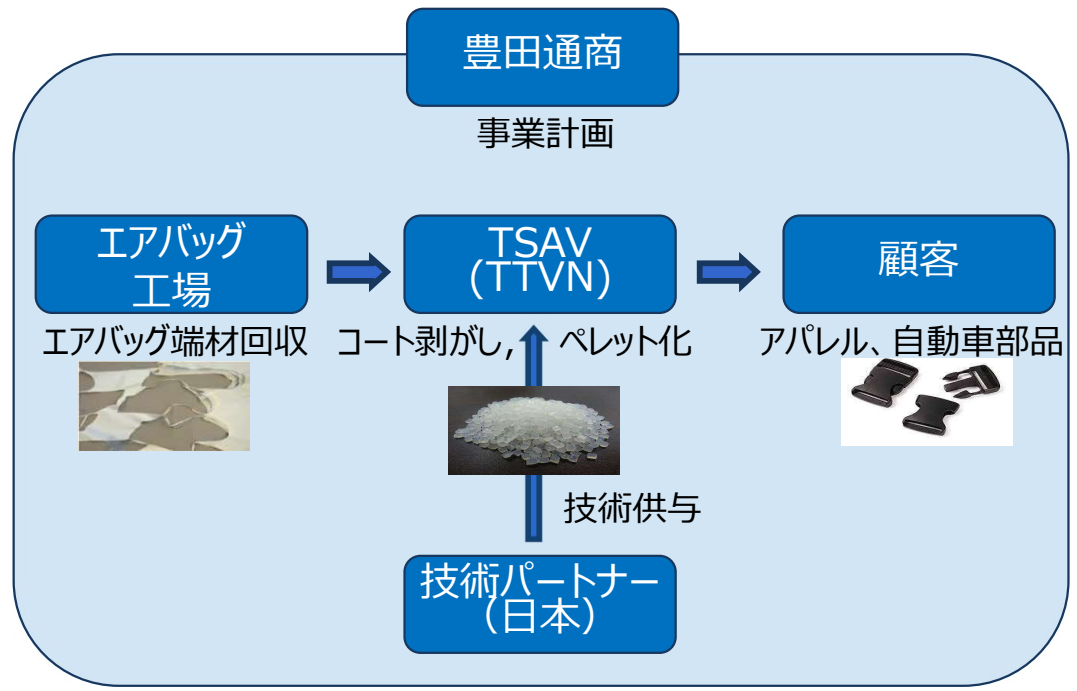 豊田通商
事業計画
エアバッグ
工場
TSAV
(TTVN)
顧客
エアバッグ端材回収
コート剥がし,
ペレット化
アパレル、自動車部品
技術供与
技術パートナー
(日本)